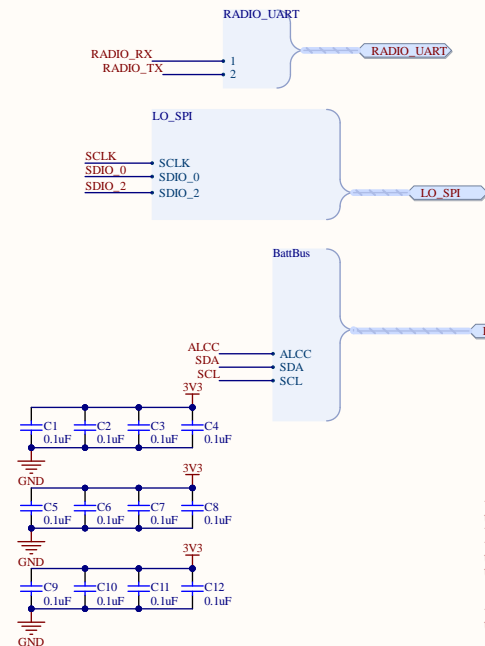 RADIO_UART
RADIO_RX 1
RADIO_TX 2
RADIO_UART
LO_SPI
SCLK SCLK
SDIO_0 SDIO_0
SDIO_2 SDIO_2
LO_SPI
BattBus
ALCC ALCC
SDA SDA
SCL SCL
3V3
C1 C2 C3 C4
0.1uF 0.1uF 0.1uF 0.1uF
GND
3V3
C5 C6 C7 C8
0.1uF 0.1uF 0.1uF 0.1uF
GND
3V3
C9 C10 C11 C12
0.1uF 0.1uF 0.1uF 0.1uF
GND